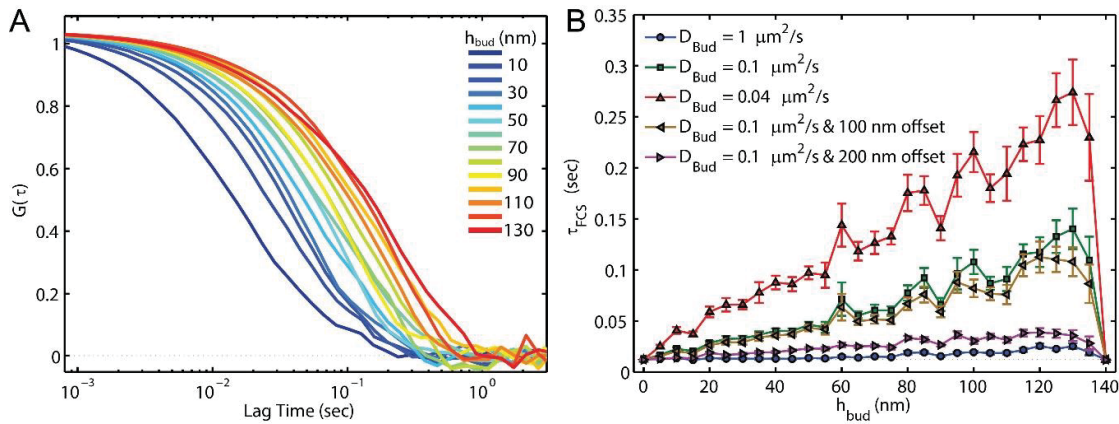 A
G(τ)
1
0.8
0.6
0.4
0.2
0
10⁻³
10⁻²
10⁻¹
10⁰
Lag Time (sec)
h_bud (nm)
10
30
50
70
90
110
130
B
τ_FCS (sec)
0.35
0.3
0.25
0.2
0.15
0.1
0.05
0
D_Bud = 1 μm²/s
D_Bud = 0.1 μm²/s
D_Bud = 0.04 μm²/s
D_Bud = 0.1 μm²/s & 100 nm offset
D_Bud = 0.1 μm²/s & 200 nm offset
0
20
40
60
80
100
120
140
h_bud (nm)